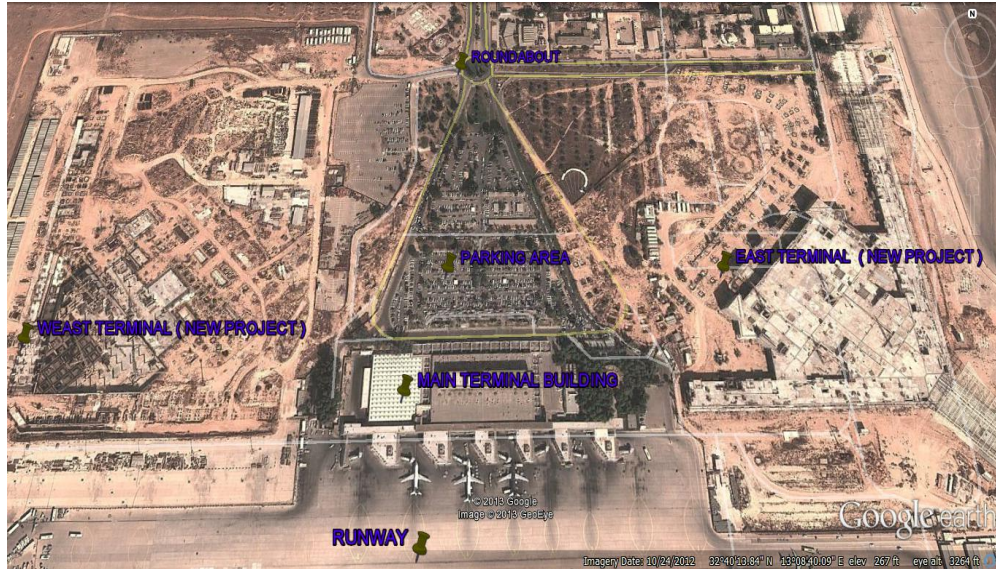 N
ROUNDABOUT
PARKING AREA
EAST TERMINAL ( NEW PROJECT )
WEAST TERMINAL ( NEW PROJECT )
MAIN TERMINAL BUILDING
© 2013 Google
Image © 2013 GeoEye
Google earth
RUNWAY
Imagery Date: 10/24/2012 32°40'13.84" N 13°08'40.09" E elev 267 ft eye alt 3264 ft